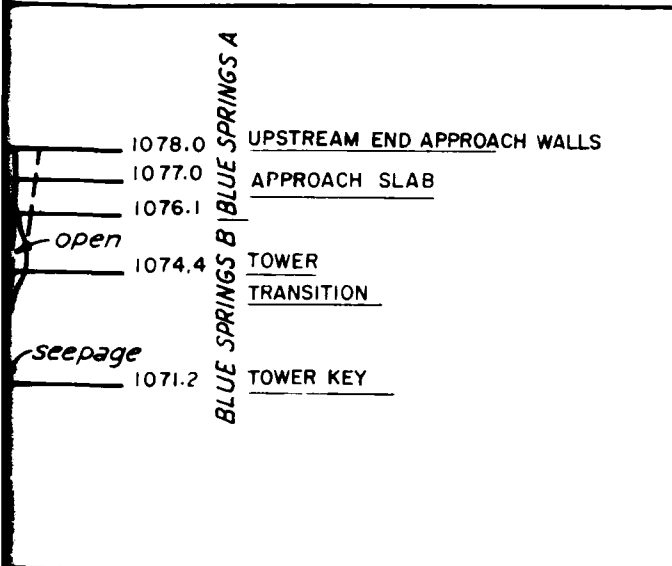 BLUE SPRINGS A
1078.0 UPSTREAM END APPROACH WALLS
1077.0 APPROACH SLAB
1076.1
open
1074.4 TOWER
TRANSITION
BLUE SPRINGS B
seepage
1071.2 TOWER KEY